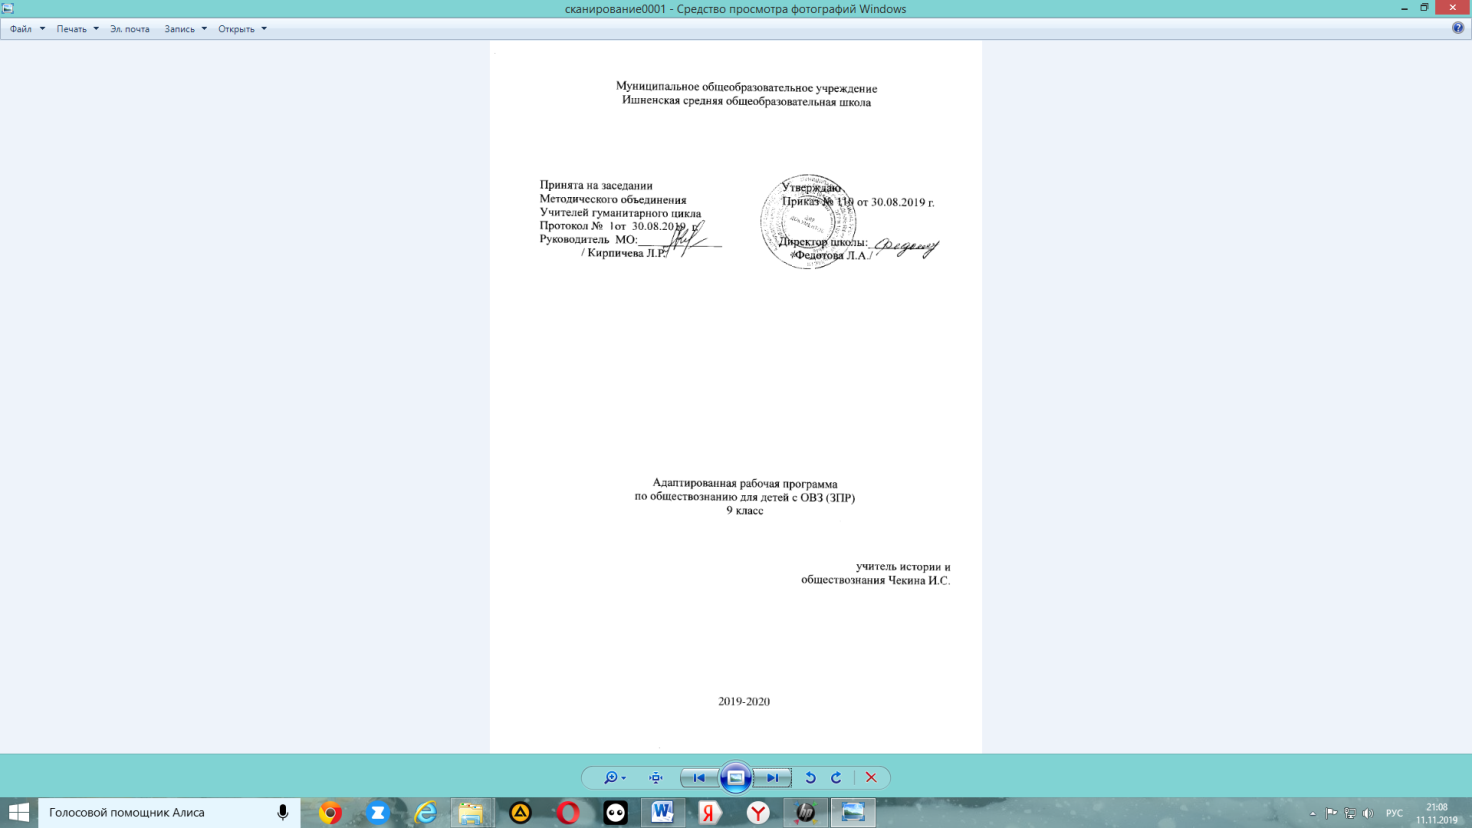 сканирование0001 - Средство просмотра фотографий Windows
Файл Печать Эл. почта Запись Открыть
Муниципальное общеобразовательное учреждение
Ишненская средняя общеобразовательная школа
Принята на заседании
Методического объединения
Учителей гуманитарного цикла
Протокол № 1от 30.08.2019 г.
Руководитель МО:
/ Кирпичева Л.Р./
Утверждаю
Приказ № 110 от 30.08.2019 г.
Директор школы:
/Федотова Л.А./
Адаптированная рабочая программа
по обществознанию для детей с ОВЗ (ЗПР)
9 класс
учитель истории и
обществознания Чекина И.С.
2019-2020
Голосовой помощник Алиса
РУС
21:08
11.11.2019